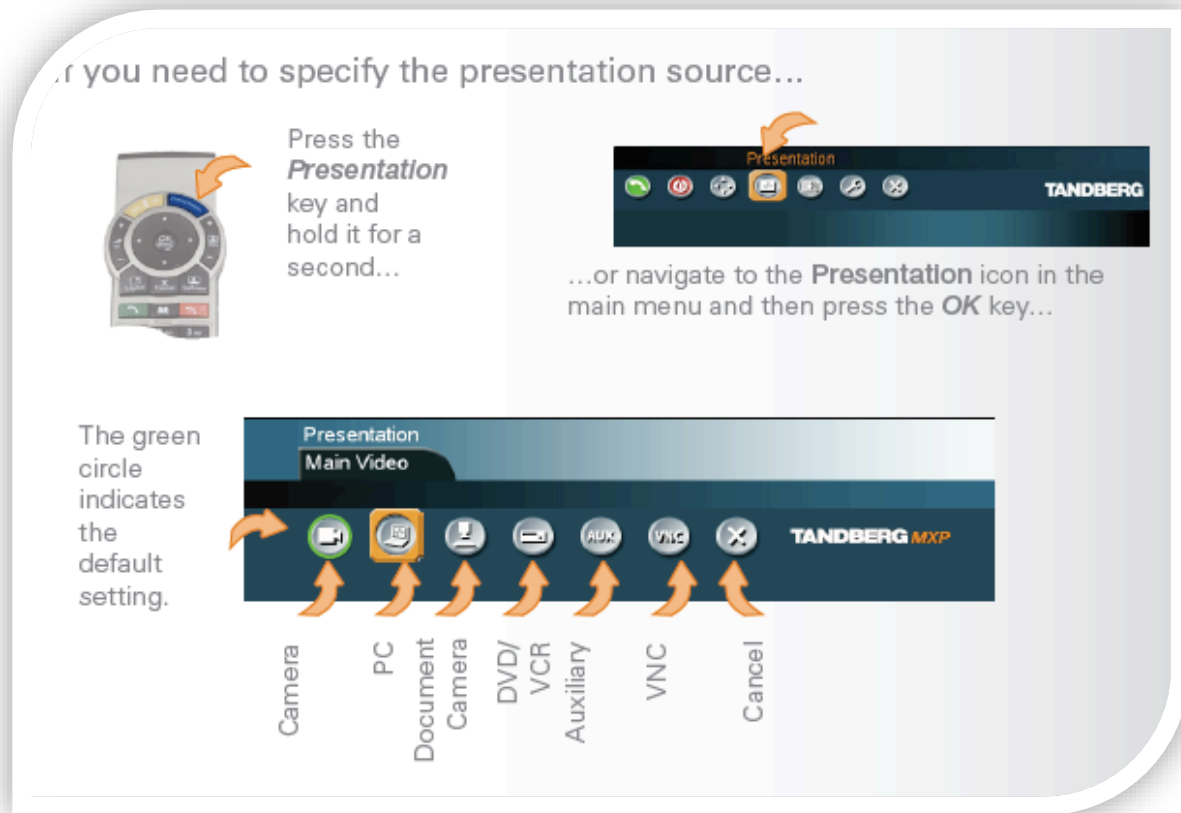 you need to specify the presentation source...
Press the
Presentation
key and
hold it for a
second...
Presentation
TANDBERG
...or navigate to the Presentation icon in the
main menu and then press the OK key...
The green
circle
indicates
the
default
setting.
Presentation
Main Video
AUX
VNC
TANDBERG MXP
Camera
PC
Document
Camera
DVD/
VCR
Auxiliary
VNC
Cancel